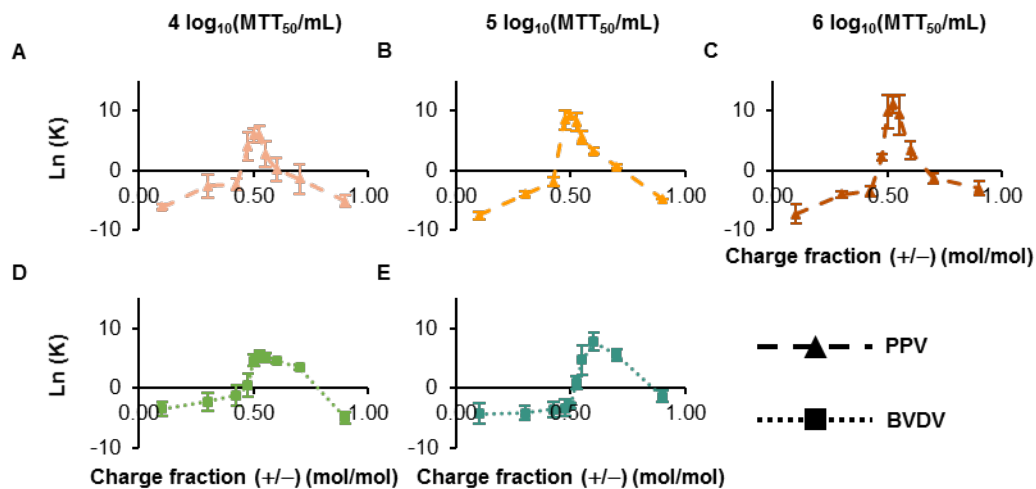 4 log₁₀(MTT₅₀/mL)
5 log₁₀(MTT₅₀/mL)
6 log₁₀(MTT₅₀/mL)
A
B
C
Ln (K)
10
0
-10
0.00
0.50
1.00
10
0
-10
0.00
0.50
1.00
10
0
-10
0.00
0.50
1.00
Charge fraction (+/−) (mol/mol)
D
E
Ln (K)
10
0
-10
0.00
0.50
1.00
10
0
-10
0.00
0.50
1.00
Charge fraction (+/−) (mol/mol)
Charge fraction (+/−) (mol/mol)
PPV
BVDV